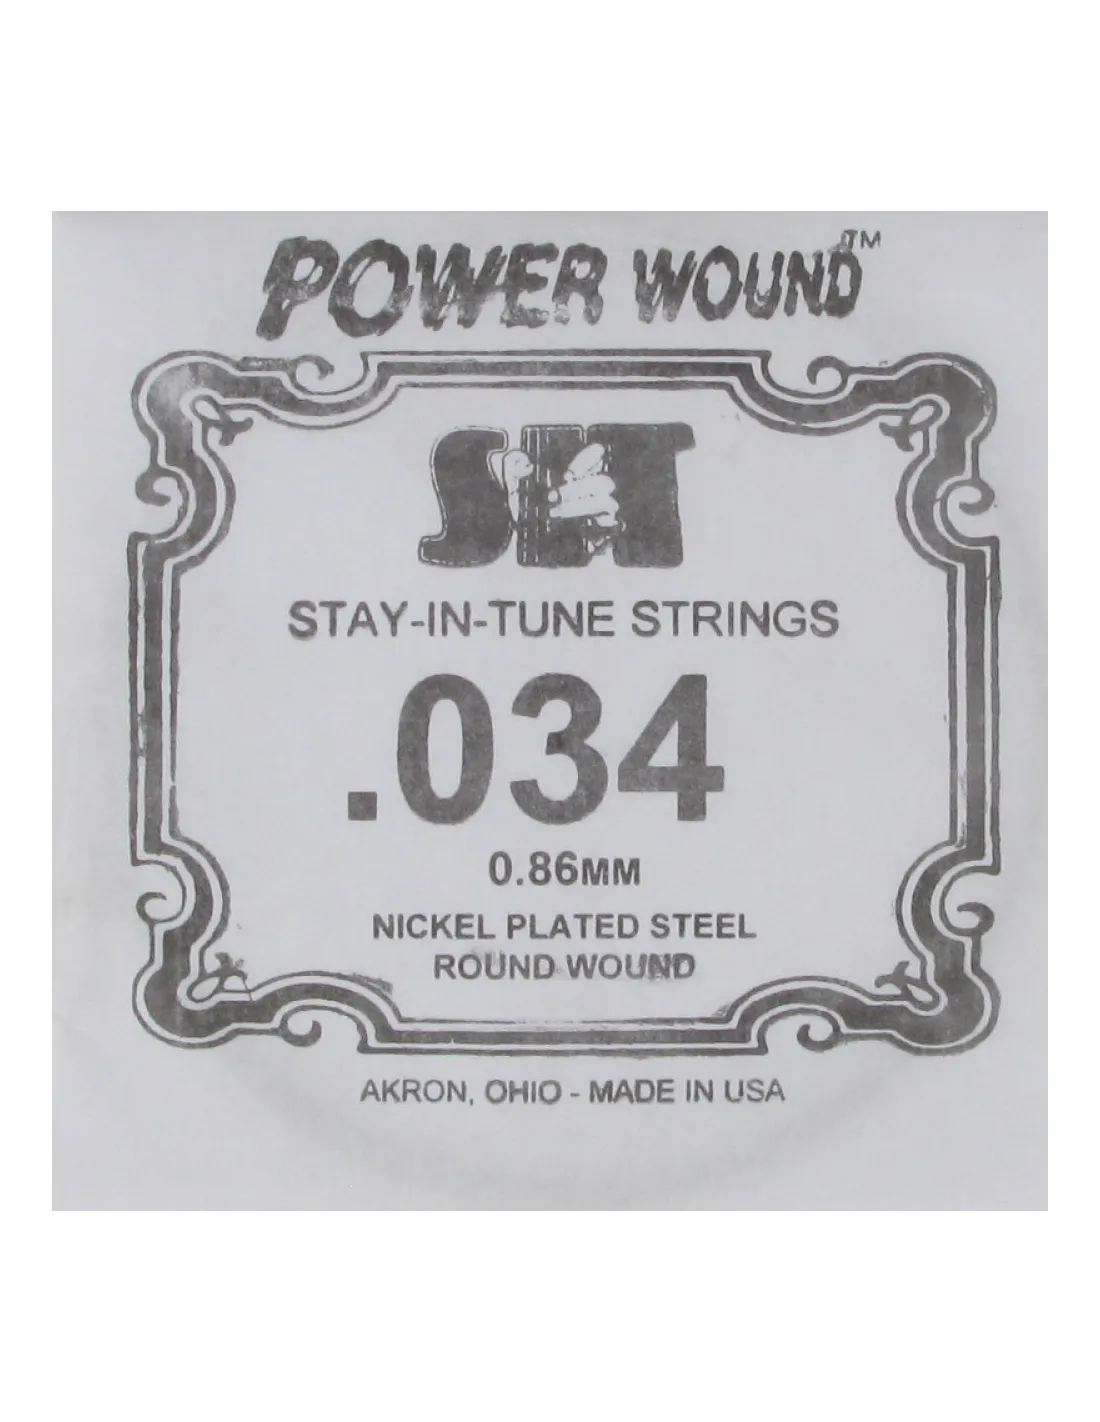 POWER WOUND™
SIT
STAY-IN-TUNE STRINGS
.034
0.86MM
NICKEL PLATED STEEL
ROUND WOUND
AKRON, OHIO - MADE IN USA